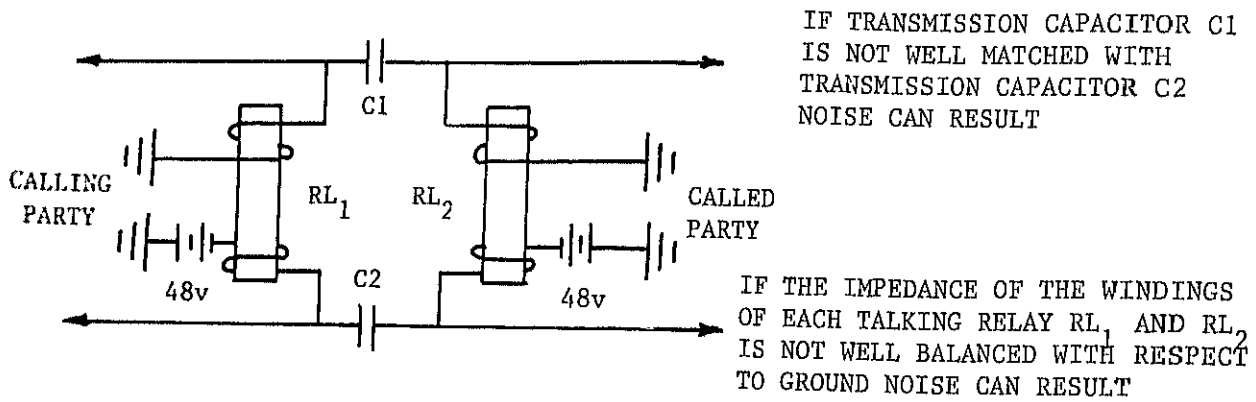 IF TRANSMISSION CAPACITOR C1
IS NOT WELL MATCHED WITH
TRANSMISSION CAPACITOR C2
NOISE CAN RESULT
C1
CALLING
PARTY
RL1
RL2
CALLED
PARTY
48v
C2
48v
IF THE IMPEDANCE OF THE WINDINGS
OF EACH TALKING RELAY RL1 AND RL2
IS NOT WELL BALANCED WITH RESPECT
TO GROUND NOISE CAN RESULT